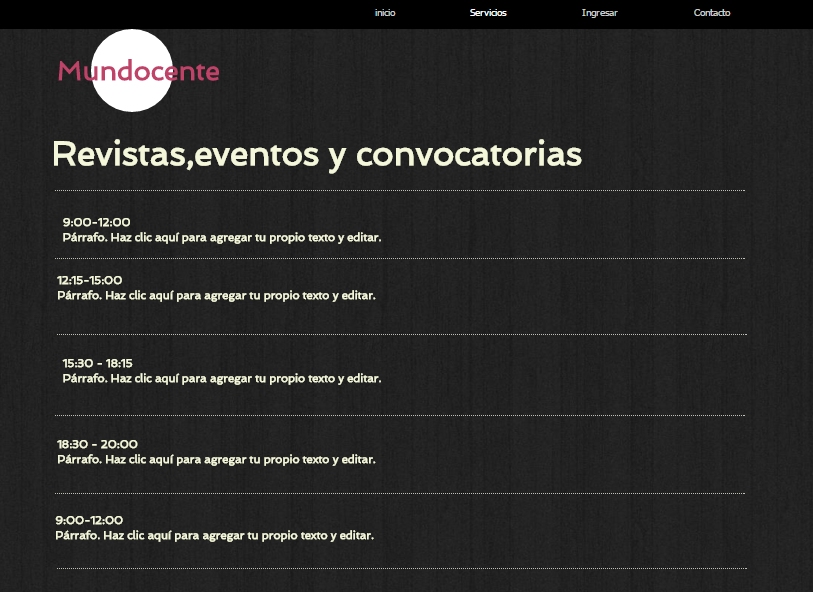 inicio Servicios Ingresar Contacto
Mundocente
Revistas,eventos y convocatorias
9:00-12:00
Párrafo. Haz clic aquí para agregar tu propio texto y editar.
12:15-15:00
Párrafo. Haz clic aquí para agregar tu propio texto y editar.
15:30 - 18:15
Párrafo. Haz clic aquí para agregar tu propio texto y editar.
18:30 - 20:00
Párrafo. Haz clic aquí para agregar tu propio texto y editar.
9:00-12:00
Párrafo. Haz clic aquí para agregar tu propio texto y editar.